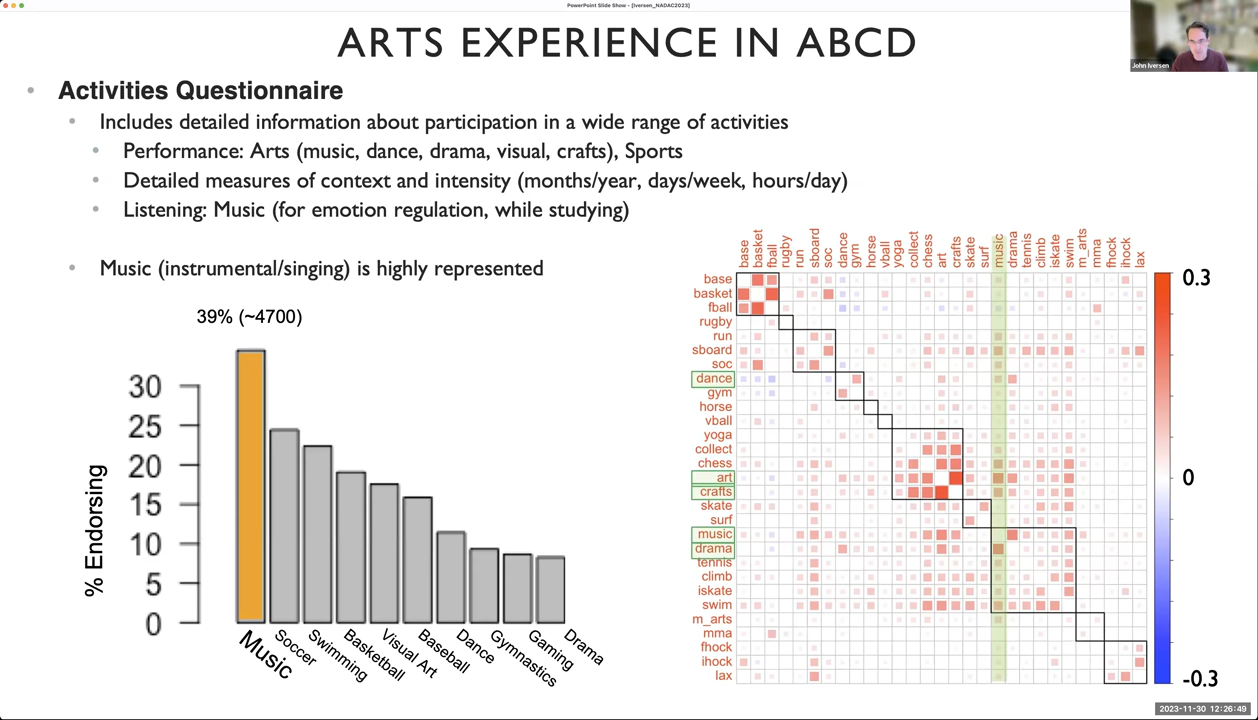 PowerPoint Slide Show - [Iversen_NADAC2023]
ARTS EXPERIENCE IN ABCD
John Iversen
• Activities Questionnaire
• Includes detailed information about participation in a wide range of activities
• Performance: Arts (music, dance, drama, visual, crafts), Sports
• Detailed measures of context and intensity (months/year, days/week, hours/day)
• Listening: Music (for emotion regulation, while studying)
• Music (instrumental/singing) is highly represented
39% (~4700)
% Endorsing
30
25
20
15
10
5
0
Music
Soccer
Swimming
Basketball
Visual Art
Baseball
Dance
Gymnastics
Gaming
Drama
base
basket
fball
rugby
run
sboard
soc
dance
gym
horse
vball
yoga
collect
chess
art
crafts
skate
surf
music
drama
tennis
climb
iskate
swim
m_arts
mma
fhock
ihock
lax
base
basket
fball
rugby
run
sboard
soc
dance
gym
horse
vball
yoga
collect
chess
art
crafts
skate
surf
music
drama
tennis
climb
iskate
swim
m_arts
mma
fhock
ihock
lax
0.3
0
-0.3
2023-11-30 12:26:49